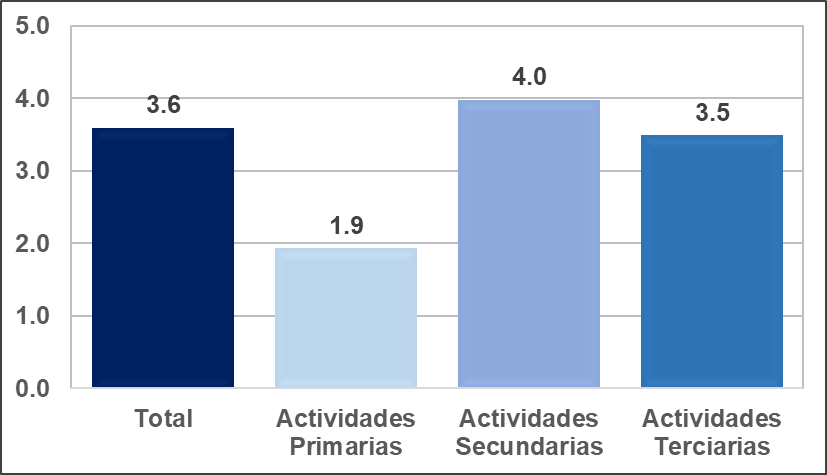 5.0
4.0
3.0
2.0
1.0
0.0
3.6
1.9
4.0
3.5
Total
Actividades
Primarias
Actividades
Secundarias
Actividades
Terciarias